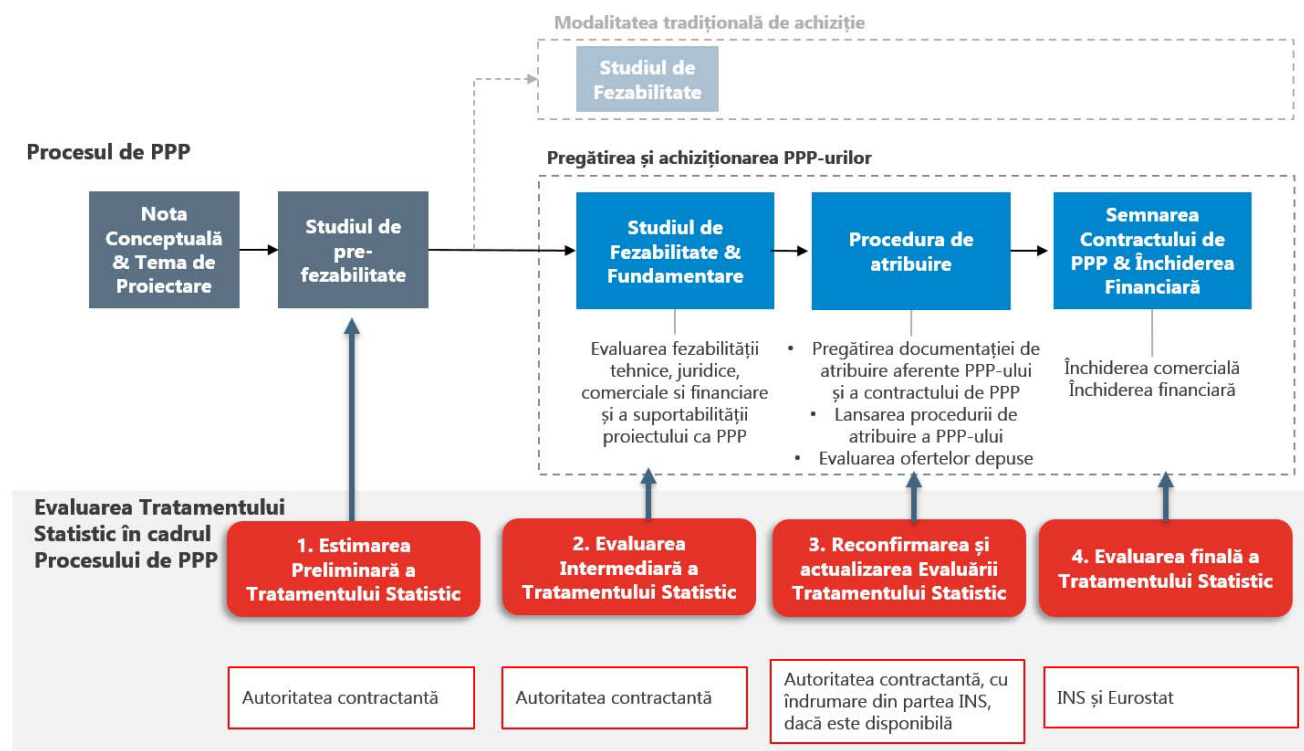 Modalitatea tradițională de achiziție
Studiul de
Fezabilitate
Procesul de PPP
Pregătirea și achiziționarea PPP-urilor
Nota
Conceptuală
& Tema de
Proiectare
Studiul de
pre-
fezabilitate
Studiul de
Fezabilitate &
Fundamentare
Procedura de
atribuire
Semnarea
Contractului de
PPP & Închiderea
Financiară
Evaluarea fezabilității
tehnice, juridice,
comerciale si financiare
și a suportabilității
proiectului ca PPP
• Pregătirea documentației de
atribuire aferente PPP-ului
și a contractului de PPP
• Lansarea procedurii de
atribuire a PPP-ului
• Evaluarea ofertelor depuse
Închiderea comercială
Închiderea financiară
Evaluarea Tratamentului
Statistic în cadrul
Procesului de PPP
1. Estimarea
Preliminară a
Tratamentului Statistic
2. Evaluarea
Intermediară a
Tratamentului Statistic
3. Reconfirmarea și
actualizarea Evaluării
Tratamentului Statistic
4. Evaluarea finală a
Tratamentului Statistic
Autoritatea contractantă
Autoritatea contractantă
Autoritatea contractantă, cu
îndrumare din partea INS,
dacă este disponibilă
INS și Eurostat